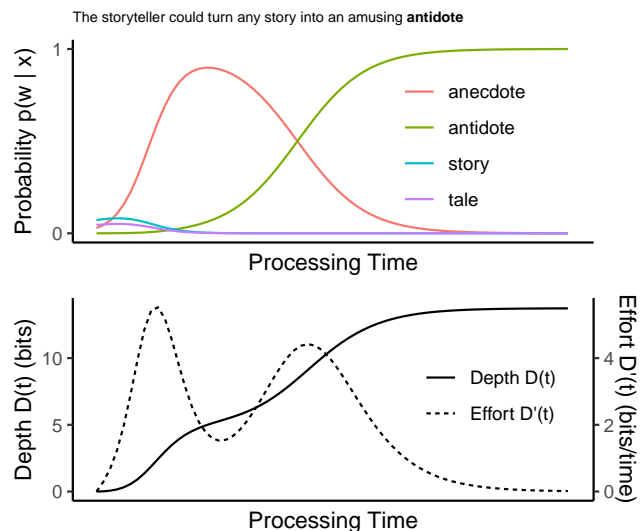 The storyteller could turn any story into an amusing antidote
Probability p(w | x)
1
0
anecdote
antidote
story
tale
Processing Time
Depth D(t) (bits)
10
5
0
Depth D(t)
Effort D'(t)
4
2
0
Effort D'(t) (bits/time)
Processing Time